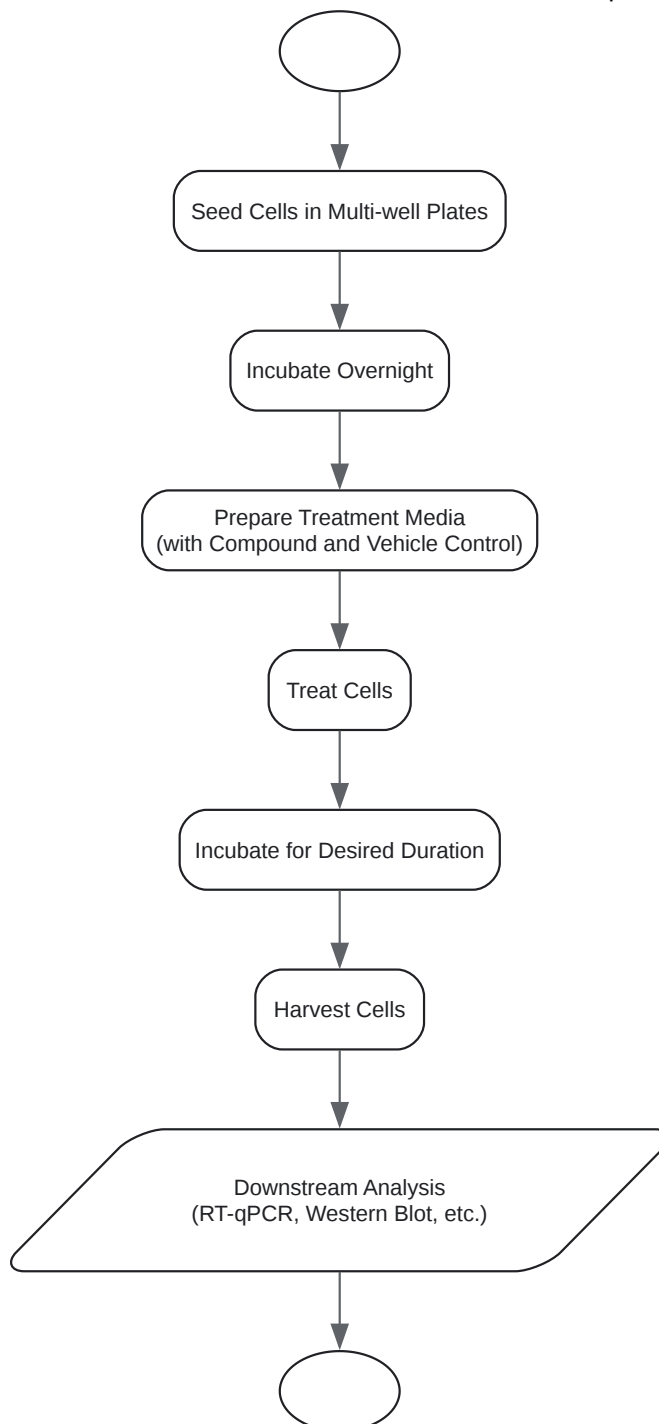 Seed Cells in Multi-well Plates
Incubate Overnight
Prepare Treatment Media
(with Compound and Vehicle Control)
Treat Cells
Incubate for Desired Duration
Harvest Cells
Downstream Analysis
(RT-qPCR, Western Blot, etc.)